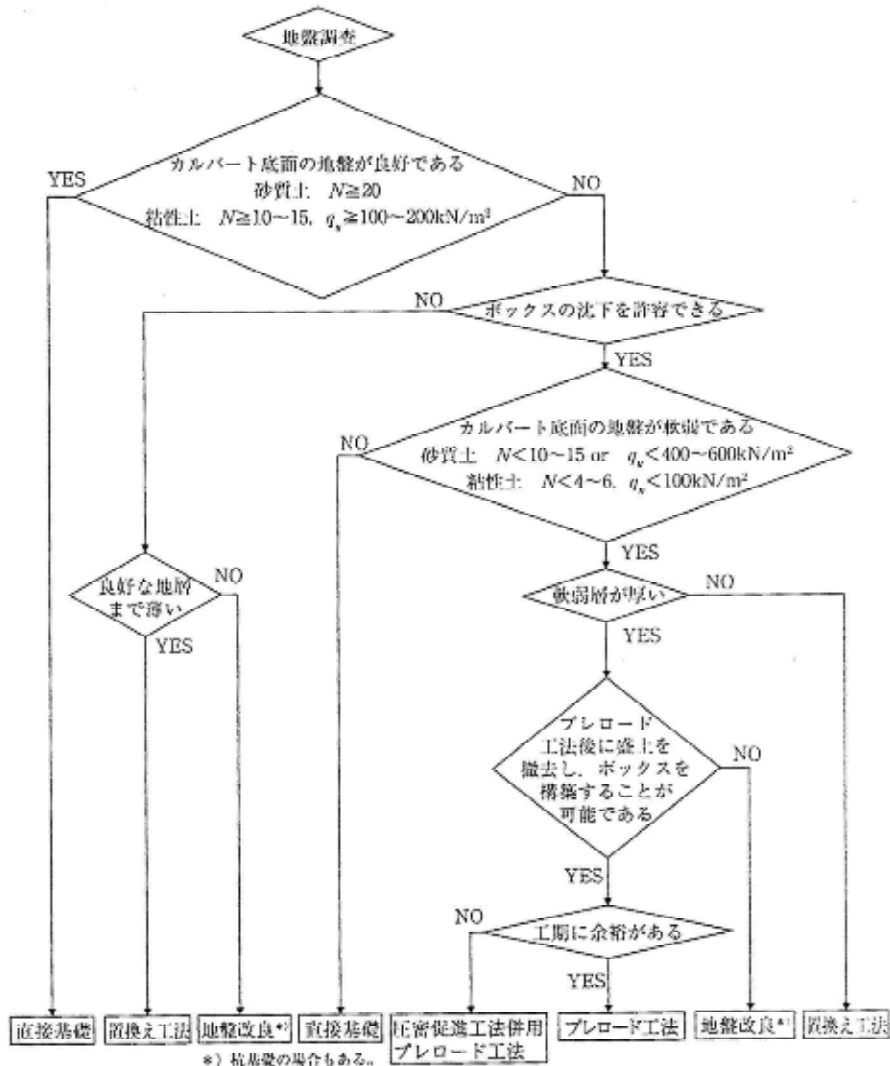 地盤調査
カルバート底面の地盤が良好である
YES
NO
砂質土 N≧20
粘性土 N≧10～15, qu≧100～200kN/m²
NO
ボックスの沈下を許容できる
YES
カルバート底面の地盤が軟弱である
NO
砂質土 N<10～15 or qu<400～600kN/m²
粘性土 N<4～6, qu<100kN/m²
YES
良好な地層
まで薄い
NO
軟弱層が厚い
NO
YES
YES
プレロード
工法後に盛土を
撤去し，ボックスを
構築することが
可能である
NO
YES
NO
工期に余裕がある
YES
直接基礎
置換え工法
地盤改良*)
直接基礎
圧密促進工法併用
プレロード工法
プレロード工法
地盤改良*)
置換え工法
*) 杭基礎の場合もある。